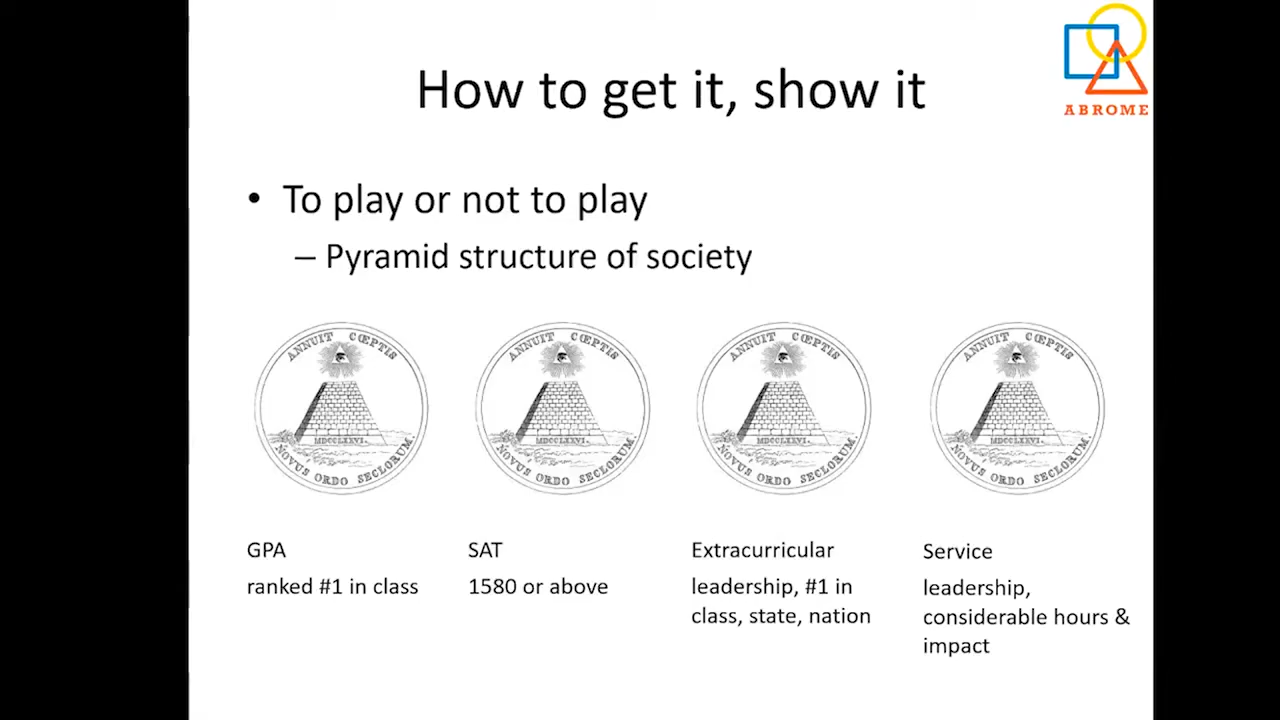 How to get it, show it
ABROME
• To play or not to play
– Pyramid structure of society
ANNUIT CŒPTIS
MDCCLXXVI.
NOVUS ORDO SECLORUM.
ANNUIT CŒPTIS
MDCCLXXVI.
NOVUS ORDO SECLORUM.
ANNUIT CŒPTIS
MDCCLXXVI.
NOVUS ORDO SECLORUM.
ANNUIT CŒPTIS
MDCCLXXVI.
NOVUS ORDO SECLORUM.
GPA
ranked #1 in class
SAT
1580 or above
Extracurricular
leadership, #1 in
class, state, nation
Service
leadership,
considerable hours &
impact